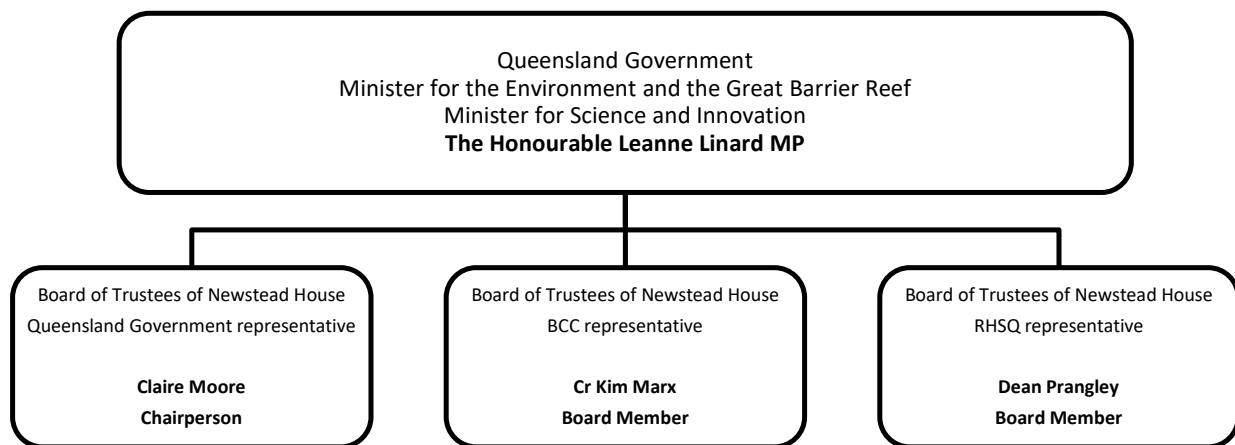 Queensland Government
Minister for the Environment and the Great Barrier Reef
Minister for Science and Innovation
The Honourable Leanne Linard MP
Board of Trustees of Newstead House
Queensland Government representative
Claire Moore
Chairperson
Board of Trustees of Newstead House
BCC representative
Cr Kim Marx
Board Member
Board of Trustees of Newstead House
RHSQ representative
Dean Prangley
Board Member